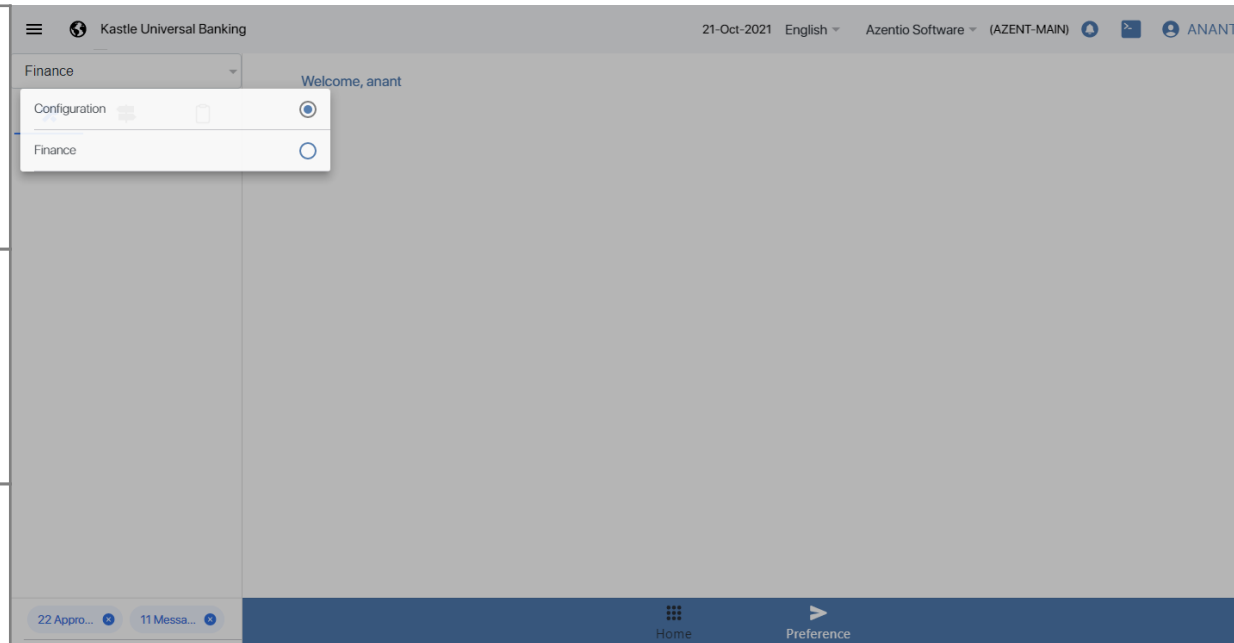 Kastle Universal Banking
21-Oct-2021 English Azentio Software (AZENT-MAIN) ANANT
Finance
Welcome, anant
Configuration
Finance
22 Appro... 11 Messa...
Home
Preference